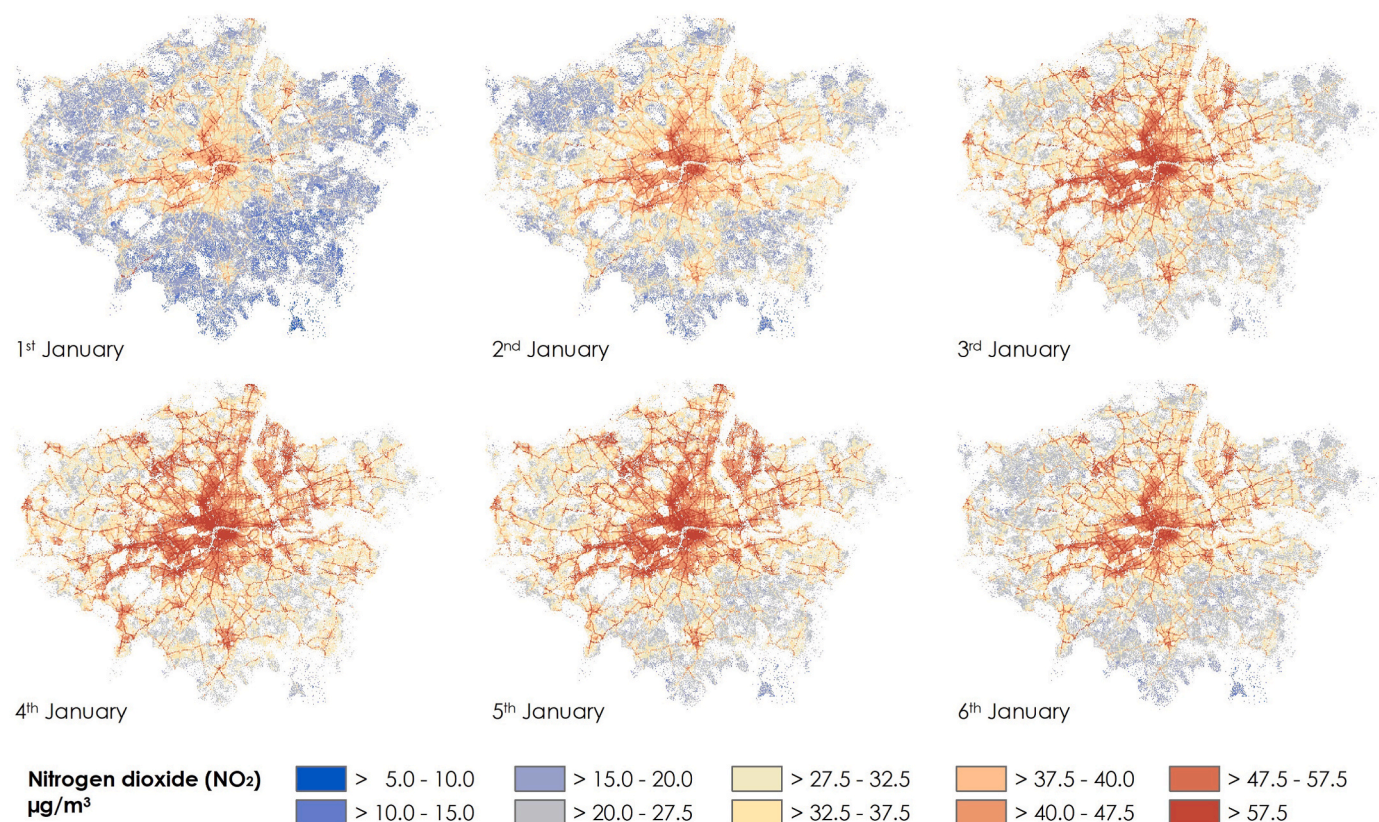 1st January
2nd January
3rd January
4th January
5th January
6th January
Nitrogen dioxide (NO₂)
µg/m³
> 5.0 - 10.0
> 10.0 - 15.0
> 15.0 - 20.0
> 20.0 - 27.5
> 27.5 - 32.5
> 32.5 - 37.5
> 37.5 - 40.0
> 40.0 - 47.5
> 47.5 - 57.5
> 57.5